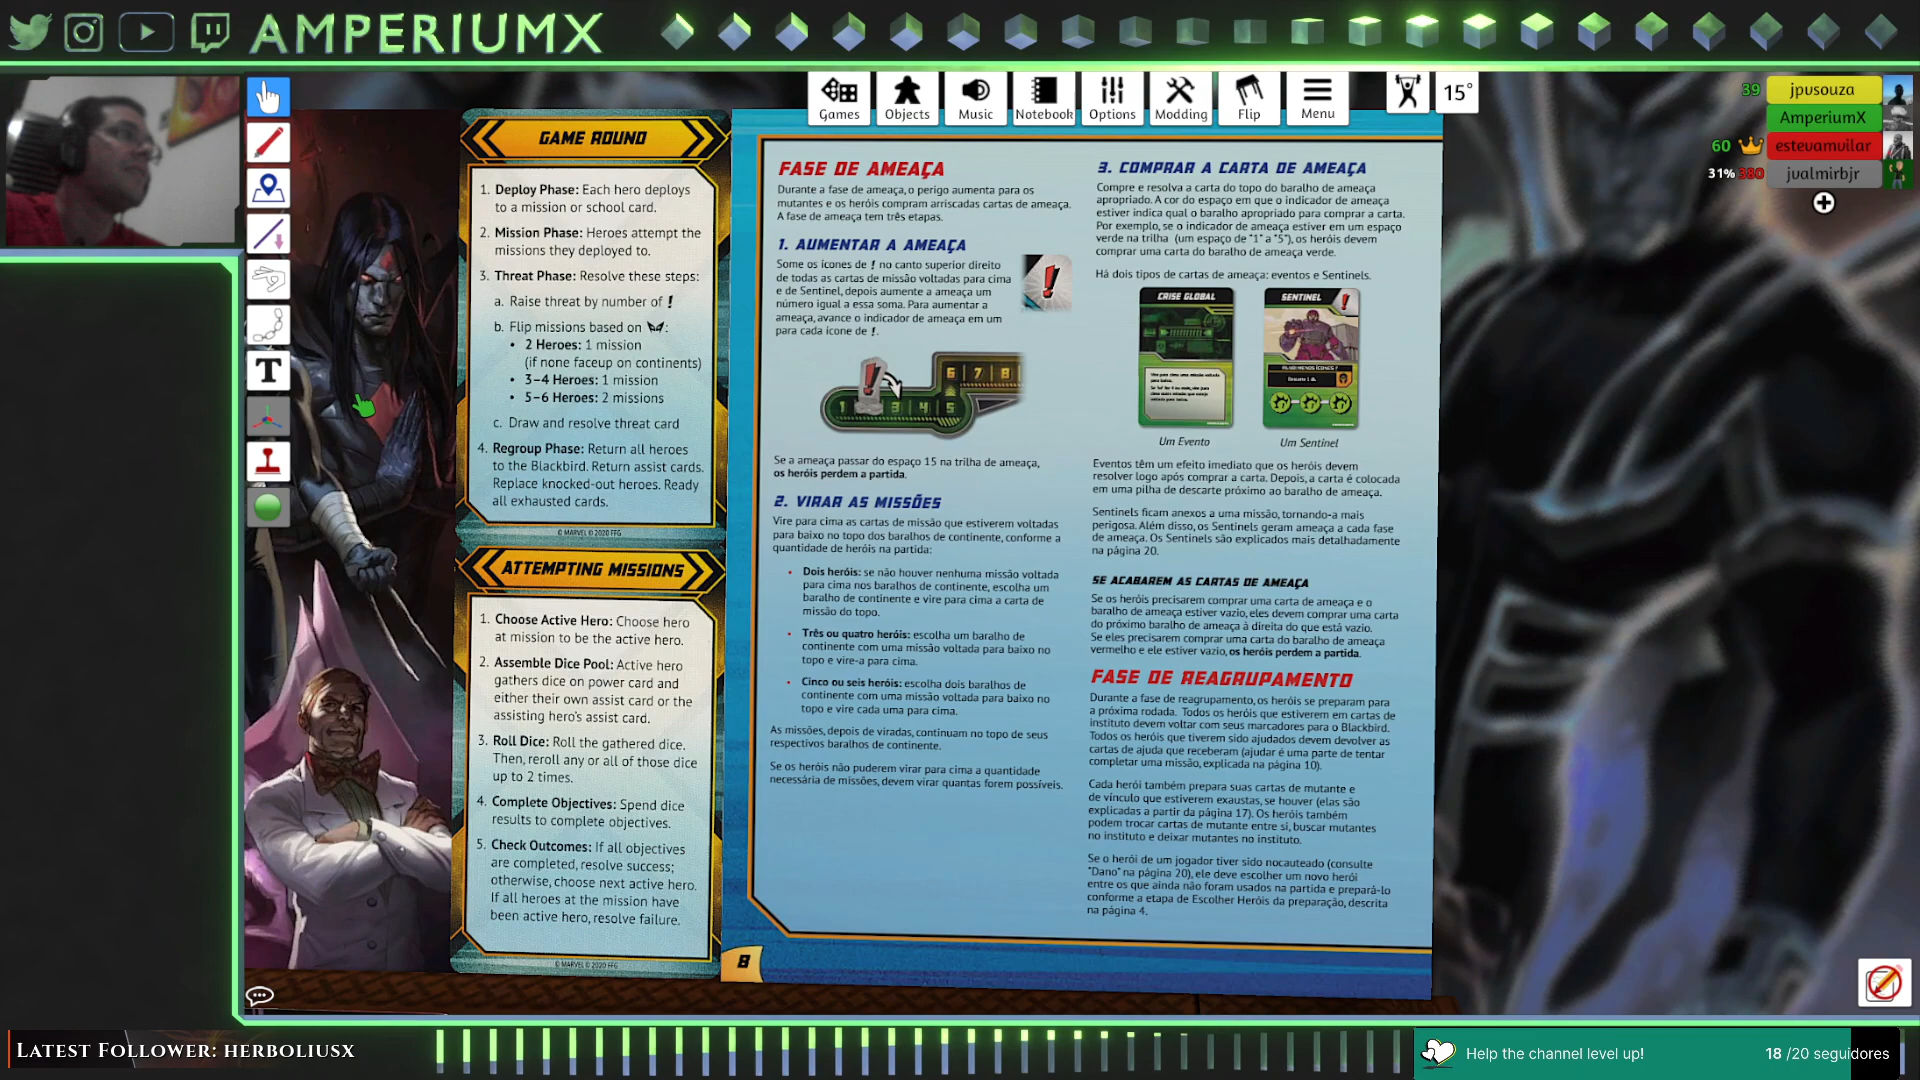 AMPERIUMX
Games
Objects
Music
Notebook
Options
Modding
Flip
Menu
15°
39
jpvsouza
AmperiumX
60
estevamvilar
31% 380
jualmirbjr
GAME ROUND
1. Deploy Phase: Each hero deploys
to a mission or school card.
2. Mission Phase: Heroes attempt the
missions they deployed to.
3. Threat Phase: Resolve these steps:
a. Raise threat by number of !
b. Flip missions based on :
• 2 Heroes: 1 mission
(if none faceup on continents)
• 3–4 Heroes: 1 mission
• 5–6 Heroes: 2 missions
c. Draw and resolve threat card
4. Regroup Phase: Return all heroes
to the Blackbird. Return assist cards.
Replace knocked-out heroes. Ready
all exhausted cards.
© MARVEL © 2020 FFG
ATTEMPTING MISSIONS
1. Choose Active Hero: Choose hero
at mission to be the active hero.
2. Assemble Dice Pool: Active hero
gathers dice on power card and
either their own assist card or the
assisting hero's assist card.
3. Roll Dice: Roll the gathered dice.
Then, reroll any or all of those dice
up to 2 times.
4. Complete Objectives: Spend dice
results to complete objectives.
5. Check Outcomes: If all objectives
are completed, resolve success;
otherwise, choose next active hero.
If all heroes at the mission have
been active hero, resolve failure.
© MARVEL © 2020 FFG
FASE DE AMEAÇA
Durante a fase de ameaça, o perigo aumenta para os
mutantes e os heróis compram arriscadas cartas de ameaça.
A fase de ameaça tem três etapas.
1. AUMENTAR A AMEAÇA
Some os ícones de ! no canto superior direito
de todas as cartas de missão voltadas para cima
e de Sentinel, depois aumente a ameaça um
número igual a essa soma. Para aumentar a
ameaça, avance o indicador de ameaça em um
para cada ícone de !.
6 7 8
1 3 4 5
Se a ameaça passar do espaço 15 na trilha de ameaça,
os heróis perdem a partida.
2. VIRAR AS MISSÕES
Vire para cima as cartas de missão que estiverem voltadas
para baixo no topo dos baralhos de continente, conforme a
quantidade de heróis na partida:
• Dois heróis: se não houver nenhuma missão voltada
para cima nos baralhos de continente, escolha um
baralho de continente e vire para cima a carta de
missão do topo.
• Três ou quatro heróis: escolha um baralho de
continente com uma missão voltada para baixo no
topo e vire-a para cima.
• Cinco ou seis heróis: escolha dois baralhos de
continente com uma missão voltada para baixo no
topo e vire cada uma para cima.
As missões, depois de viradas, continuam no topo de seus
respectivos baralhos de continente.
Se os heróis não puderem virar para cima a quantidade
necessária de missões, devem virar quantas forem possíveis.
8
3. COMPRAR A CARTA DE AMEAÇA
Compre e resolva a carta do topo do baralho de ameaça
apropriado. A cor do espaço em que o indicador de ameaça
estiver indica qual o baralho apropriado para comprar a carta.
Por exemplo, se o indicador de ameaça estiver em um espaço
verde na trilha (um espaço de "1" a "5"), os heróis devem
comprar uma carta do baralho de ameaça verde.
Há dois tipos de cartas de ameaça: eventos e Sentinels.
CRISE GLOBAL
SENTINEL
Um Evento
Um Sentinel
Eventos têm um efeito imediato que os heróis devem
resolver logo após comprar a carta. Depois, a carta é colocada
em uma pilha de descarte próximo ao baralho de ameaça.
Sentinels ficam anexos a uma missão, tornando-a mais
perigosa. Além disso, os Sentinels geram ameaça a cada fase
de ameaça. Os Sentinels são explicados mais detalhadamente
na página 20.
SE ACABAREM AS CARTAS DE AMEAÇA
Se os heróis precisarem comprar uma carta de ameaça e o
baralho de ameaça estiver vazio, eles devem comprar uma carta
do próximo baralho de ameaça à direita do que está vazio.
Se eles precisarem comprar uma carta do baralho de ameaça
vermelho e ele estiver vazio, os heróis perdem a partida.
FASE DE REAGRUPAMENTO
Durante a fase de reagrupamento, os heróis se preparam para
a próxima rodada. Todos os heróis que estiverem em cartas de
instituto devem voltar com seus marcadores para o Blackbird.
Todos os heróis que tiverem sido ajudados devem devolver as
cartas de ajuda que receberam (ajudar é uma parte de tentar
completar uma missão, explicada na página 10).
Cada herói também prepara suas cartas de mutante e
de vínculo que estiverem exaustas, se houver (elas são
explicadas a partir da página 17). Os heróis também
podem trocar cartas de mutante entre si, buscar mutantes
no instituto e deixar mutantes no instituto.
Se o herói de um jogador tiver sido nocauteado (consulte
"Dano" na página 20), ele deve escolher um novo herói
entre os que ainda não foram usados na partida e prepará-lo
conforme a etapa de Escolher Heróis da preparação, descrita
na página 4.
LATEST FOLLOWER: HERBOLIUSX
Help the channel level up!
18 /20 seguidores